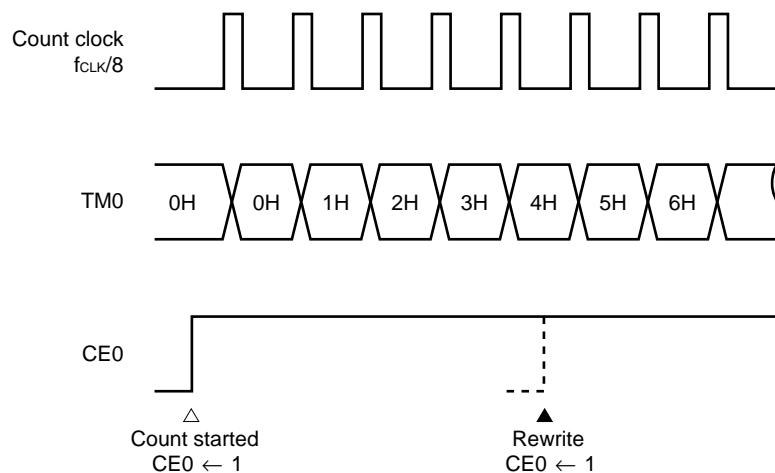 Count clock
fCLK/8
TM0
0H
0H
1H
2H
3H
4H
5H
6H
CE0
Count started
CE0 ← 1
Rewrite
CE0 ← 1